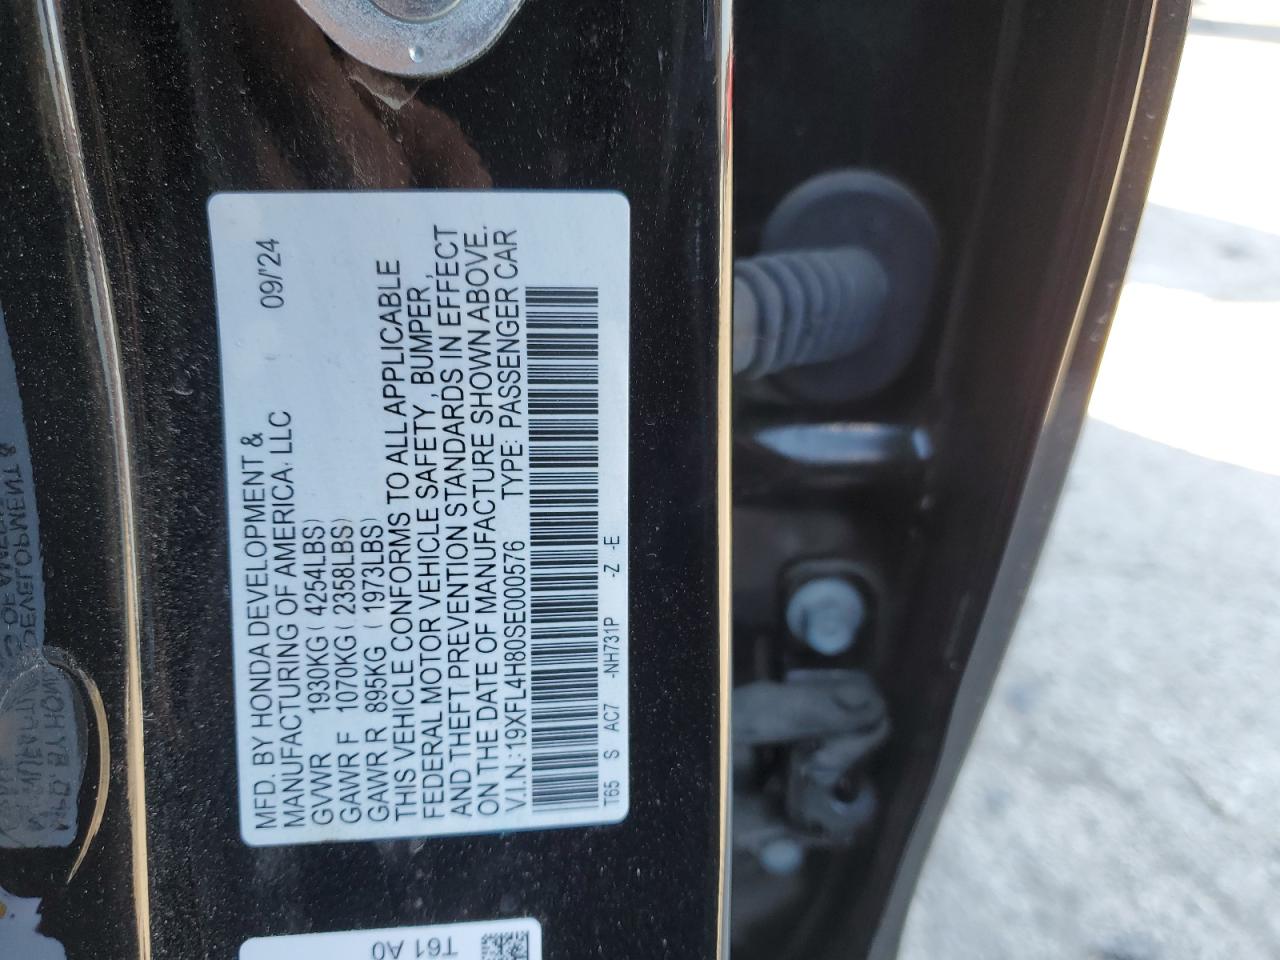 MFD. BY HONDA DEVELOPMENT &
MANUFACTURING OF AMERICA, LLC 09/'24
GVWR 1930KG ( 4254LBS)
GAWR F 1070KG ( 2358LBS)
GAWR R 895KG ( 1973LBS)
THIS VEHICLE CONFORMS TO ALL APPLICABLE
FEDERAL MOTOR VEHICLE SAFETY, BUMPER,
AND THEFT PREVENTION STANDARDS IN EFFECT
ON THE DATE OF MANUFACTURE SHOWN ABOVE.
V.I.N.:19XFL4H80SE000576 TYPE: PASSENGER CAR
T65 S AC7 -NH731P -Z -E
T61 A0